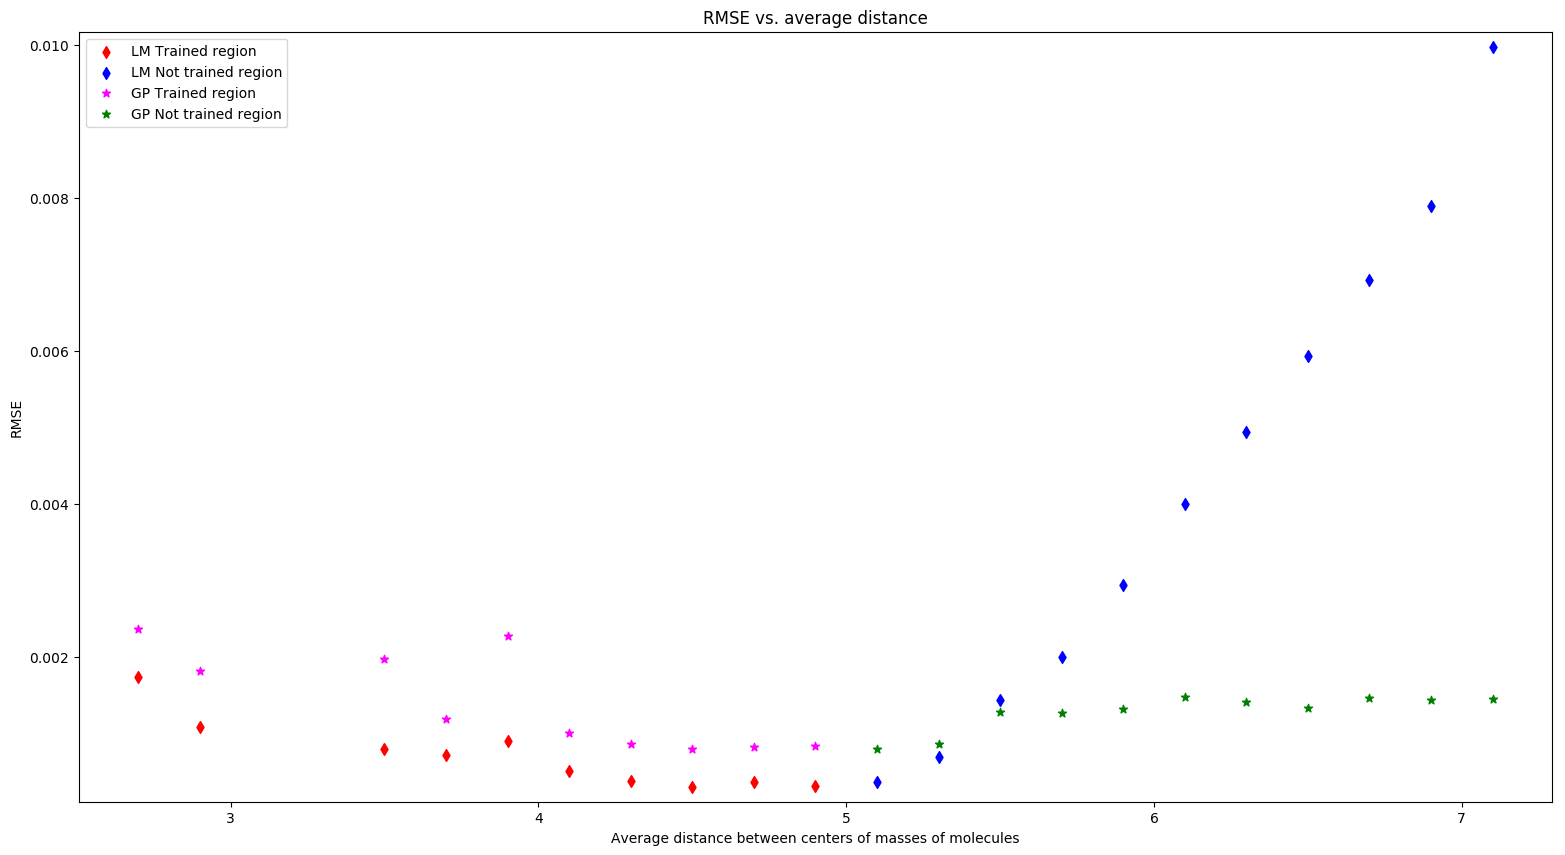 RMSE vs. average distance
LM Trained region
LM Not trained region
GP Trained region
GP Not trained region
RMSE
0.010
0.008
0.006
0.004
0.002
3
4
5
6
7
Average distance between centers of masses of molecules